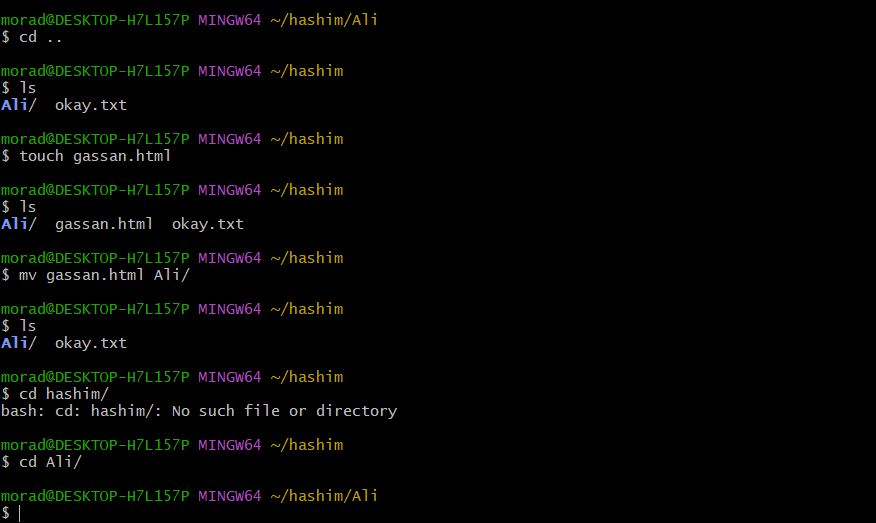 morad@DESKTOP-H7L157P MINGW64 ~/hashim/Ali
$ cd ..
morad@DESKTOP-H7L157P MINGW64 ~/hashim
$ ls
Ali/  okay.txt
morad@DESKTOP-H7L157P MINGW64 ~/hashim
$ touch gassan.html
morad@DESKTOP-H7L157P MINGW64 ~/hashim
$ ls
Ali/  gassan.html  okay.txt
morad@DESKTOP-H7L157P MINGW64 ~/hashim
$ mv gassan.html Ali/
morad@DESKTOP-H7L157P MINGW64 ~/hashim
$ ls
Ali/  okay.txt
morad@DESKTOP-H7L157P MINGW64 ~/hashim
$ cd hashim/
bash: cd: hashim/: No such file or directory
morad@DESKTOP-H7L157P MINGW64 ~/hashim
$ cd Ali/
morad@DESKTOP-H7L157P MINGW64 ~/hashim/Ali
$